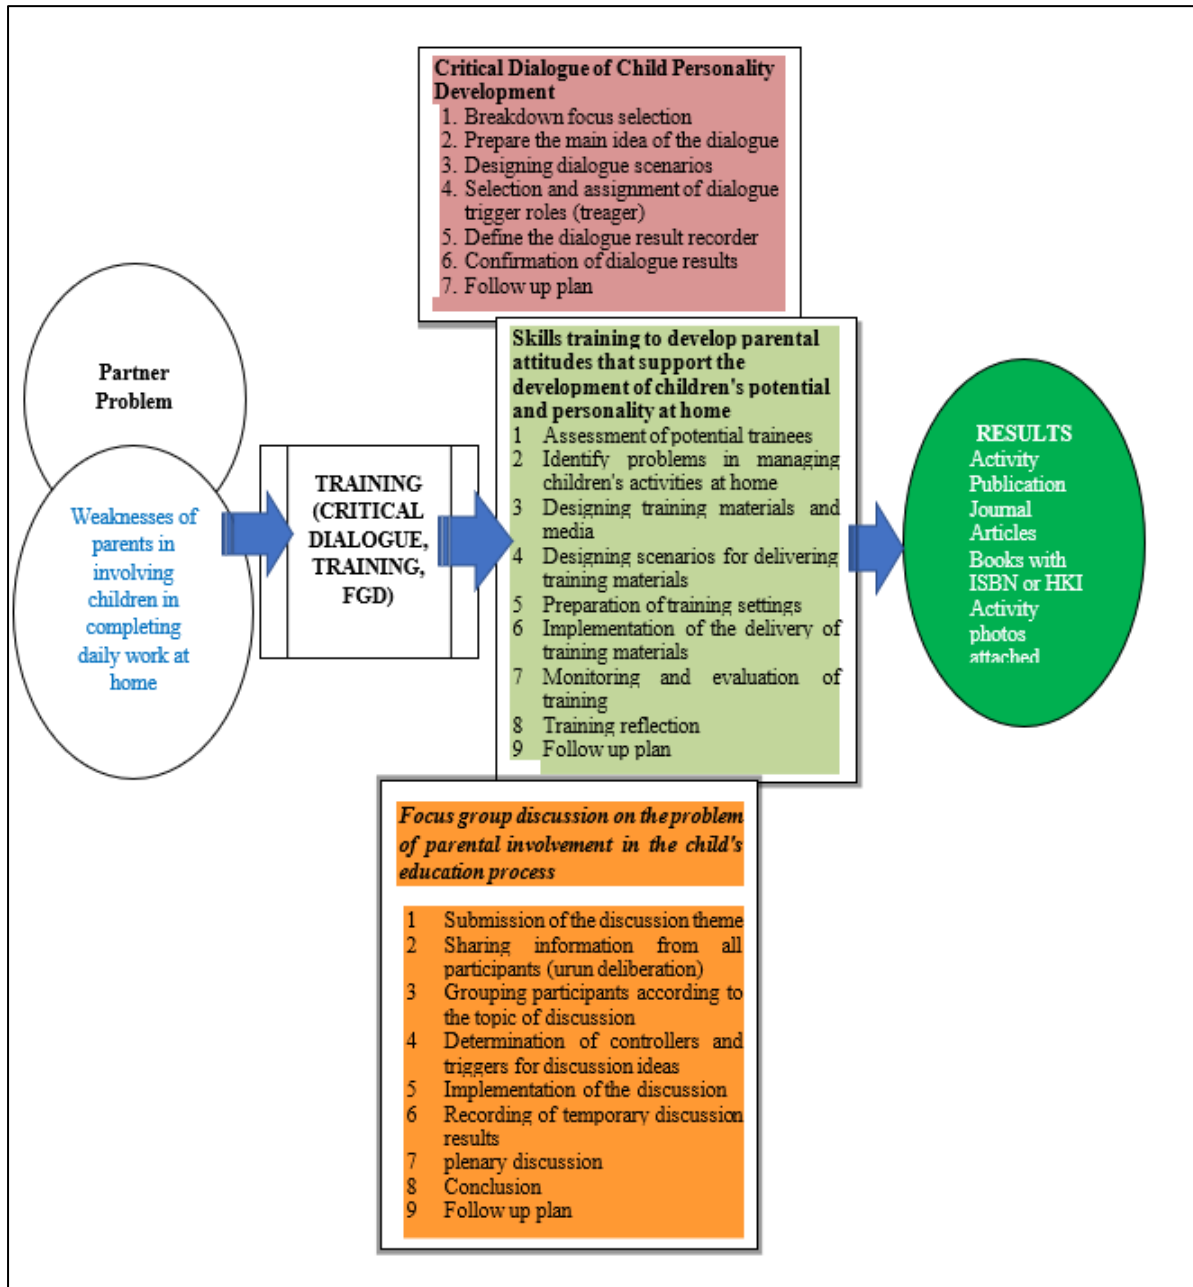 Critical Dialogue of Child Personality
Development
1. Breakdown focus selection
2. Prepare the main idea of the dialogue
3. Designing dialogue scenarios
4. Selection and assignment of dialogue
trigger roles (treager)
5. Define the dialogue result recorder
6. Confirmation of dialogue results
7. Follow up plan
Partner
Problem
Weaknesses of
parents in
involving
children in
completing
daily work at
home
TRAINING
(CRITICAL
DIALOGUE,
TRAINING,
FGD)
Skills training to develop parental
attitudes that support the
development of children's potential
and personality at home
1 Assessment of potential trainees
2 Identify problems in managing
children's activities at home
3 Designing training materials and
media
4 Designing scenarios for delivering
training materials
5 Preparation of training settings
6 Implementation of the delivery of
training materials
7 Monitoring and evaluation of
training
8 Training reflection
9 Follow up plan
RESULTS
Activity
Publication
Journal
Articles
Books with
ISBN or HKI
Activity
photos
attached
Focus group discussion on the problem
of parental involvement in the child's
education process
1 Submission of the discussion theme
2 Sharing information from all
participants (urun deliberation)
3 Grouping participants according to
the topic of discussion
4 Determination of controllers and
triggers for discussion ideas
5 Implementation of the discussion
6 Recording of temporary discussion
results
7 plenary discussion
8 Conclusion
9 Follow up plan